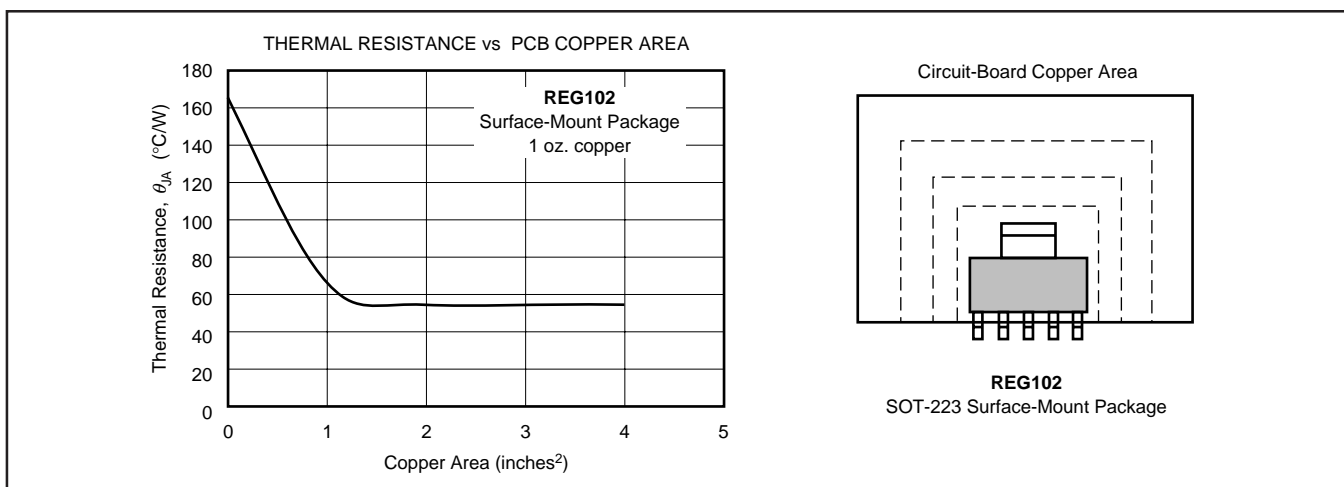 THERMAL RESISTANCE vs PCB COPPER AREA
180
160
140
120
100
80
60
40
20
0
Thermal Resistance, θJA (°C/W)
REG102
Surface-Mount Package
1 oz. copper
0 1 2 3 4 5
Copper Area (inches²)
Circuit-Board Copper Area
REG102
SOT-223 Surface-Mount Package